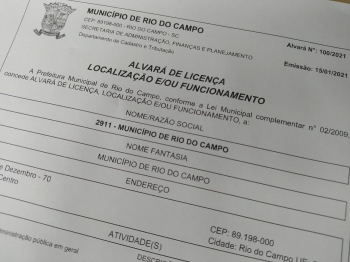 MUNICÍPIO DE RIO DO CAMPO
CEP: 89198-000 - RIO DO CAMPO - SC
SECRETARIA DE ADMINISTRAÇÃO, FINANÇAS E PLANEJAMENTO
Departamento de Cadastro e Tributação
Alvará N°: 100/2021
Emissão: 15/01/2021
ALVARÁ DE LICENÇA
LOCALIZAÇÃO E/OU FUNCIONAMENTO
A Prefeitura Municipal de Rio do Campo, conforme a Lei Municipal complementar n° 02/2009,
concede ALVARÁ DE LICENÇA, LOCALIZAÇÃO E/OU FUNCIONAMENTO, a:
NOME/RAZÃO SOCIAL
2911 - MUNICÍPIO DE RIO DO CAMPO
NOME FANTASIA
MUNICÍPIO DE RIO DO CAMPO
ENDEREÇO
e Dezembro - 70
Centro
CEP: 89.198-000
Cidade: Rio do Campo
ATIVIDADE(S)
administração pública em geral